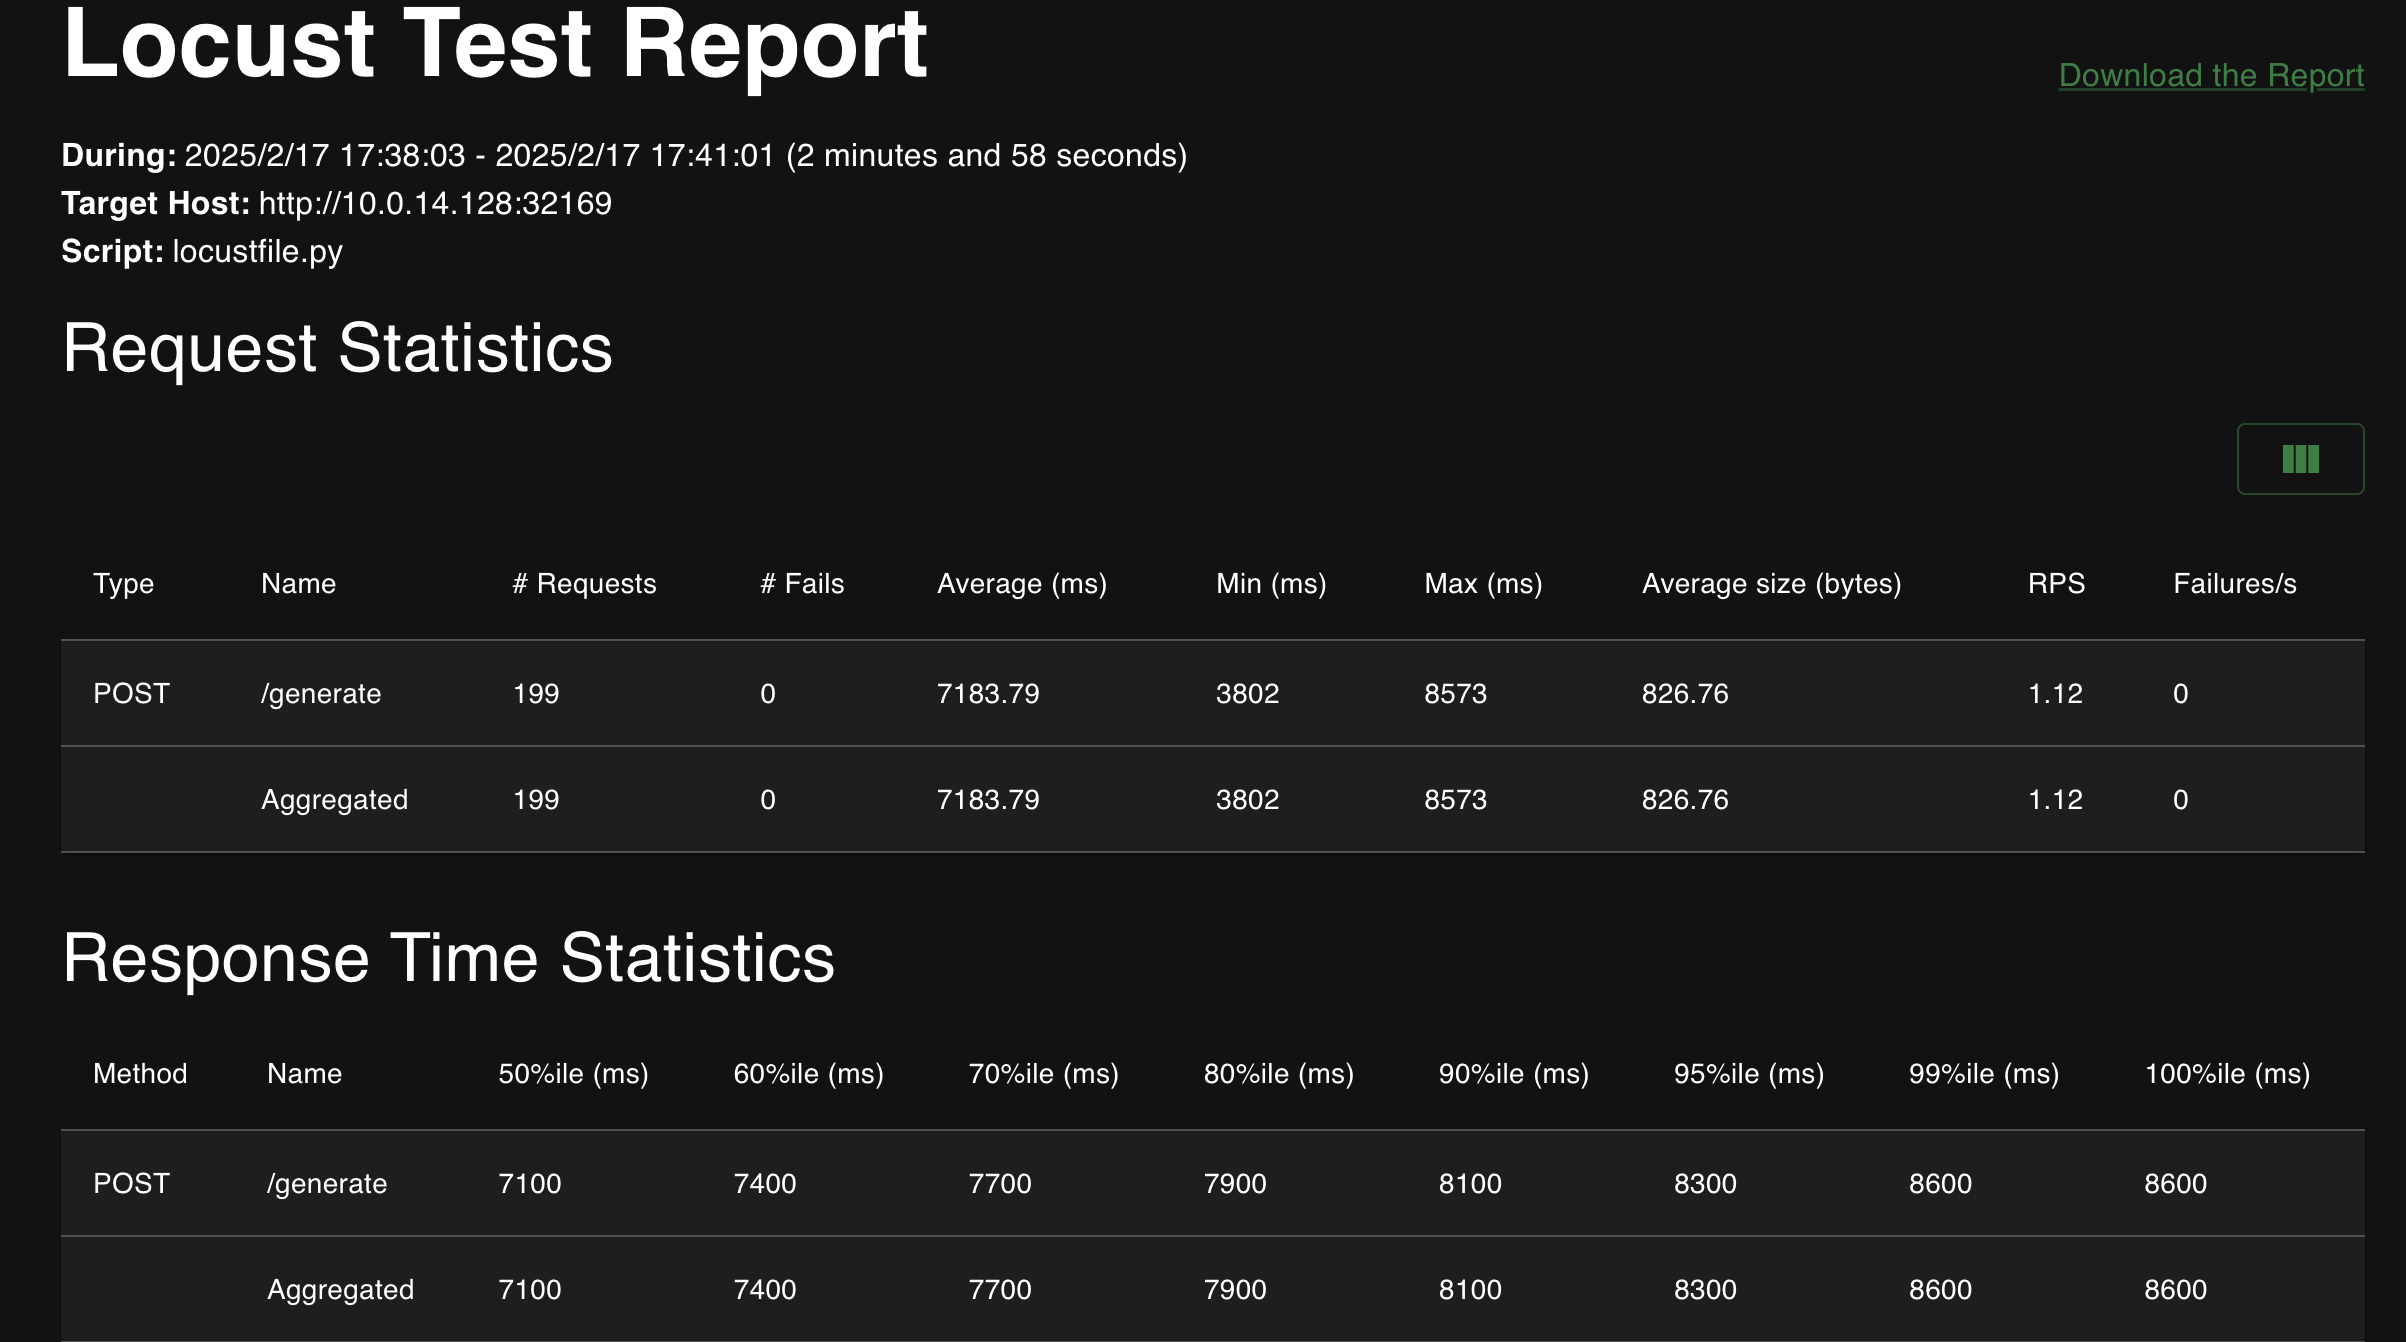 Locust Test Report
Download the Report
During: 2025/2/17 17:38:03 - 2025/2/17 17:41:01 (2 minutes and 58 seconds)
Target Host: http://10.0.14.128:32169
Script: locustfile.py
Request Statistics
Type Name # Requests # Fails Average (ms) Min (ms) Max (ms) Average size (bytes) RPS Failures/s
POST /generate 199 0 7183.79 3802 8573 826.76 1.12 0
Aggregated 199 0 7183.79 3802 8573 826.76 1.12 0
Response Time Statistics
Method Name 50%ile (ms) 60%ile (ms) 70%ile (ms) 80%ile (ms) 90%ile (ms) 95%ile (ms) 99%ile (ms) 100%ile (ms)
POST /generate 7100 7400 7700 7900 8100 8300 8600 8600
Aggregated 7100 7400 7700 7900 8100 8300 8600 8600